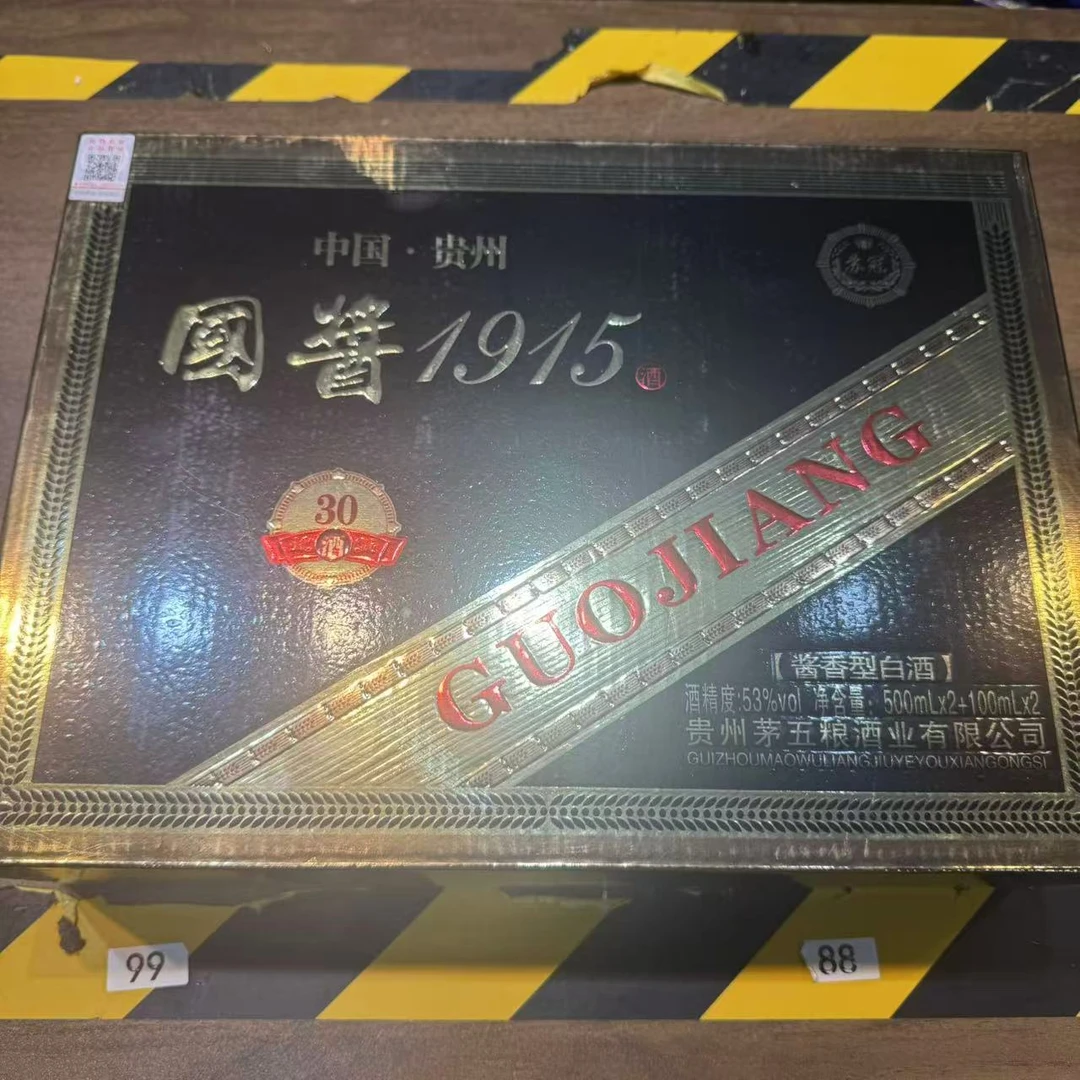 中国·贵州
國醬1915
酒
30
酒
GUOJIANG
【酱香型白酒】
酒精度:53%vol 净含量:500mLx2+100mLx2
贵州茅五粮酒业有限公司
GUIZHOUMAOWULIANGJIUYEYOUXIANGONGSI
99
88